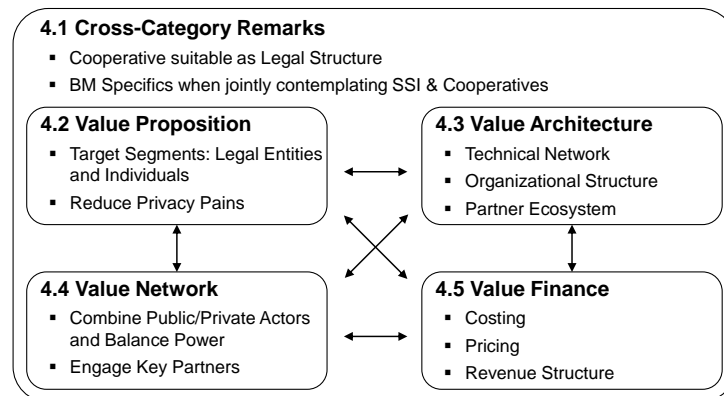 4.1 Cross-Category Remarks
▪ Cooperative suitable as Legal Structure
▪ BM Specifics when jointly contemplating SSI & Cooperatives
4.2 Value Proposition
▪ Target Segments: Legal Entities
and Individuals
▪ Reduce Privacy Pains
4.3 Value Architecture
▪ Technical Network
▪ Organizational Structure
▪ Partner Ecosystem
4.4 Value Network
▪ Combine Public/Private Actors
and Balance Power
▪ Engage Key Partners
4.5 Value Finance
▪ Costing
▪ Pricing
▪ Revenue Structure